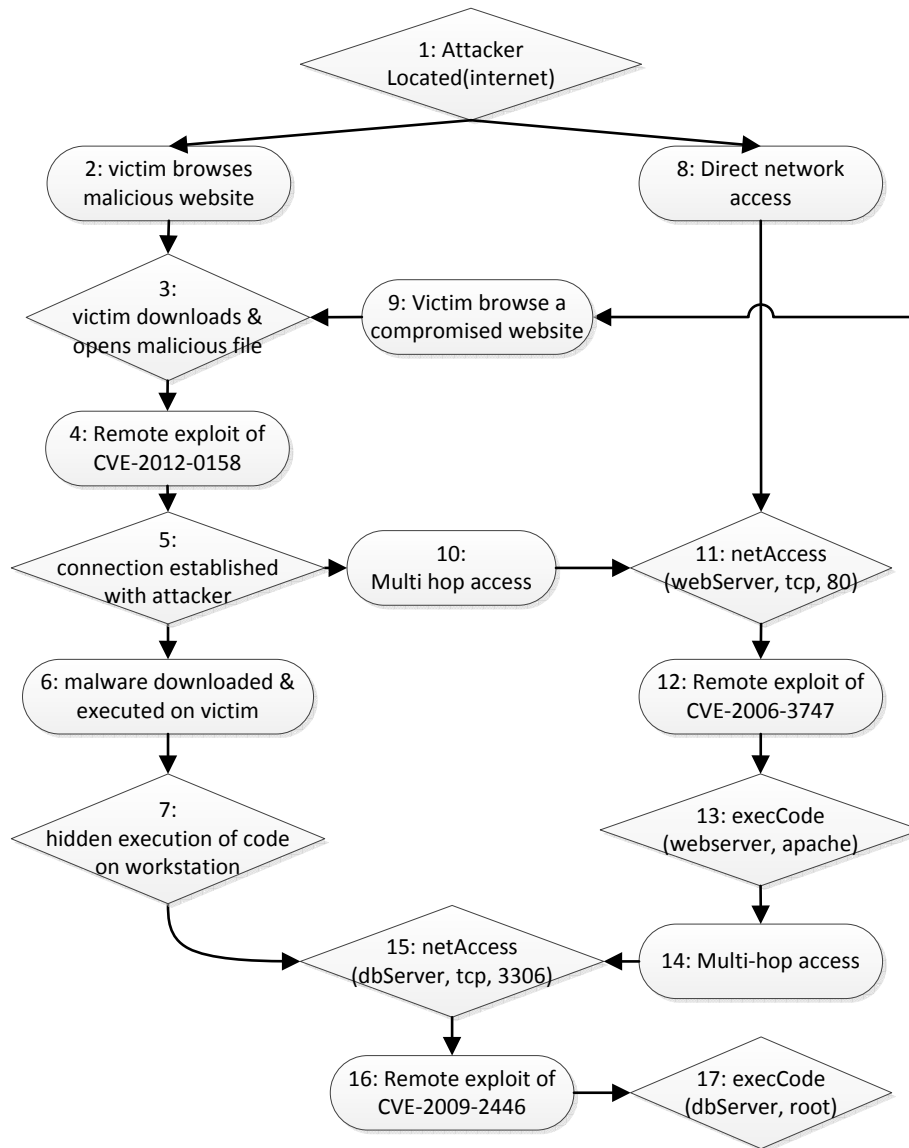 1: Attacker
Located(internet)
2: victim browses
malicious website
8: Direct network
access
3:
victim downloads &
opens malicious file
9: Victim browse a
compromised website
4: Remote exploit of
CVE-2012-0158
5:
connection established
with attacker
10:
Multi hop access
11: netAccess
(webServer, tcp, 80)
6: malware downloaded &
executed on victim
12: Remote exploit of
CVE-2006-3747
7:
hidden execution of code
on workstation
13: execCode
(webserver, apache)
15: netAccess
(dbServer, tcp, 3306)
14: Multi-hop access
16: Remote exploit of
CVE-2009-2446
17: execCode
(dbServer, root)